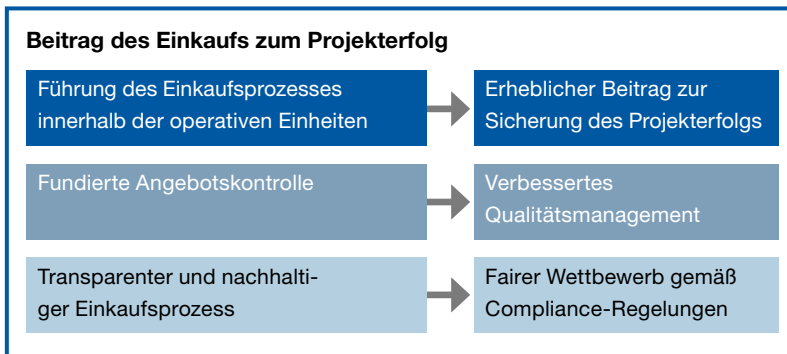 Beitrag des Einkaufs zum Projekterfolg
Führung des Einkaufsprozesses
innerhalb der operativen Einheiten
Erheblicher Beitrag zur
Sicherung des Projekterfolgs
Fundierte Angebotskontrolle
Verbessertes
Qualitätsmanagement
Transparenter und nachhalti-
ger Einkaufsprozess
Fairer Wettbewerb gemäß
Compliance-Regelungen